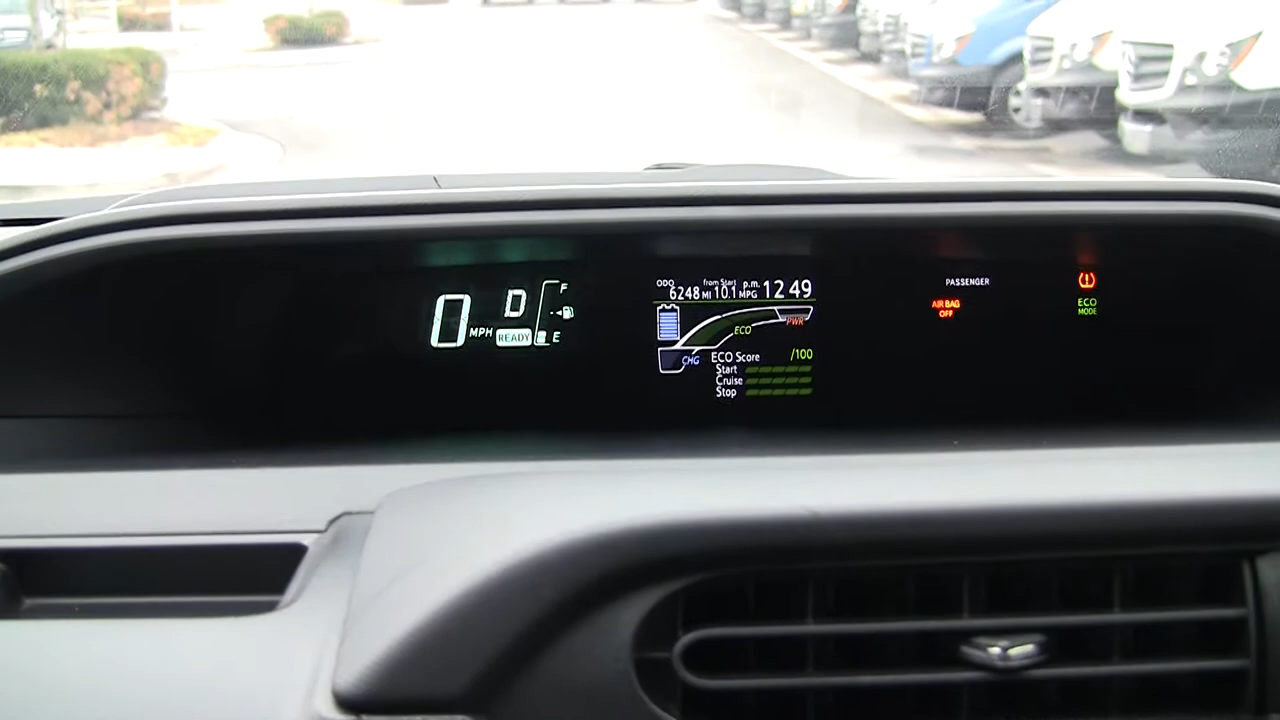 0 MPH
D
READY
F
E
ODO 6248 MI
from Start 10.1 MPG
p.m. 12 49
PWR
ECO
CHG
ECO Score /100
Start
Cruise
Stop
PASSENGER
AIR BAG
OFF
ECO
MODE